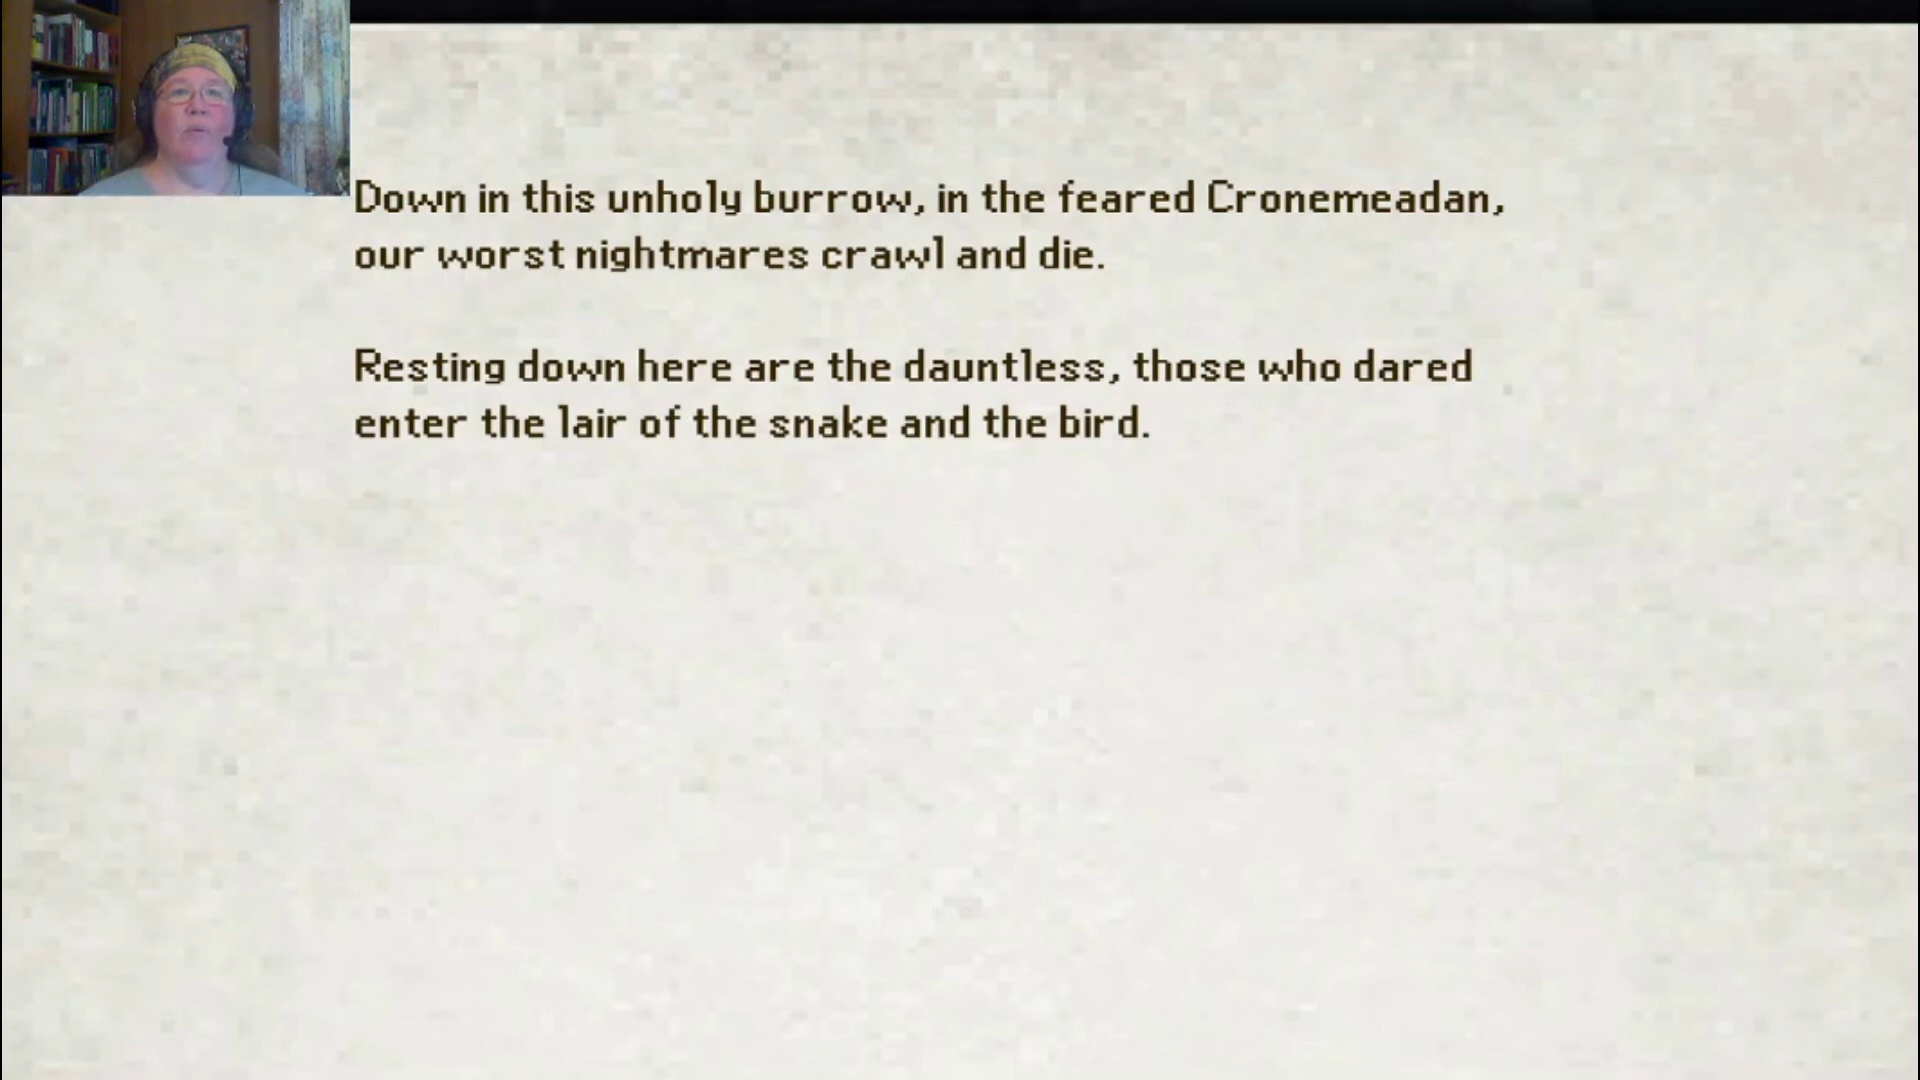 Down in this unholy burrow, in the feared Cronemeadan,
our worst nightmares crawl and die.
Resting down here are the dauntless, those who dared
enter the lair of the snake and the bird.